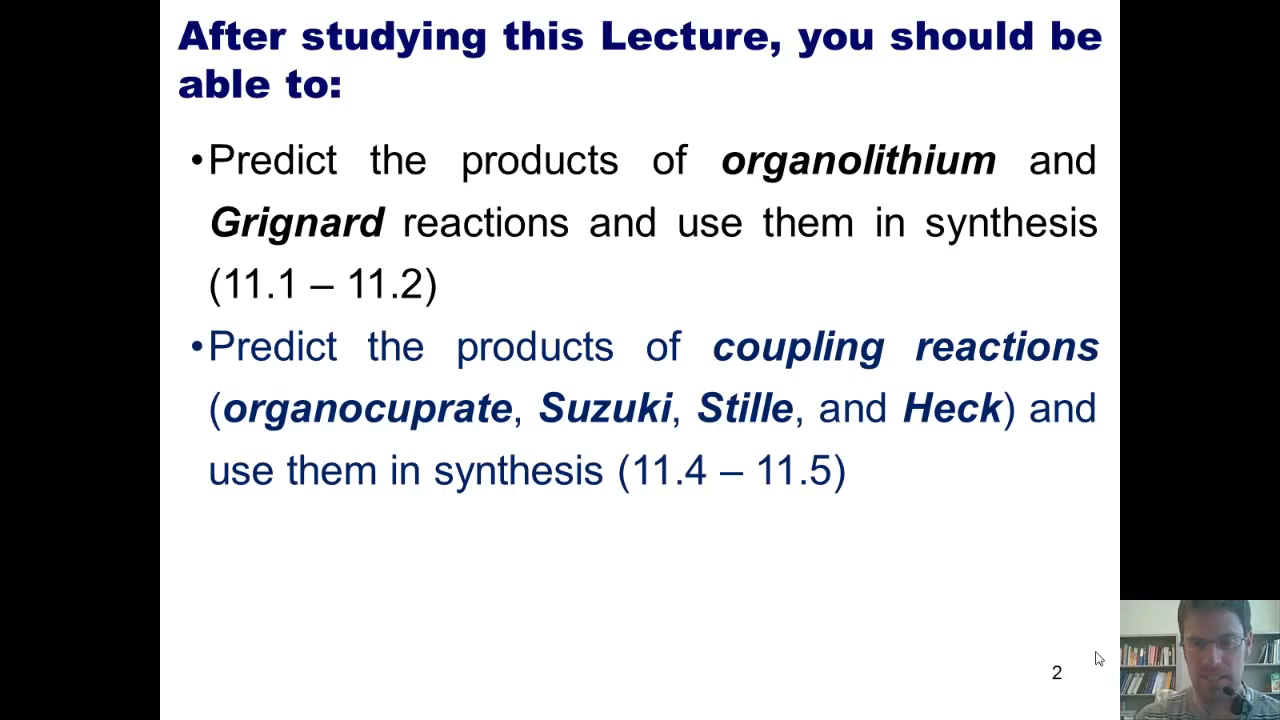 After studying this Lecture, you should be
able to:
•Predict the products of organolithium and
Grignard reactions and use them in synthesis
(11.1 – 11.2)
•Predict the products of coupling reactions
(organocuprate, Suzuki, Stille, and Heck) and
use them in synthesis (11.4 – 11.5)
2